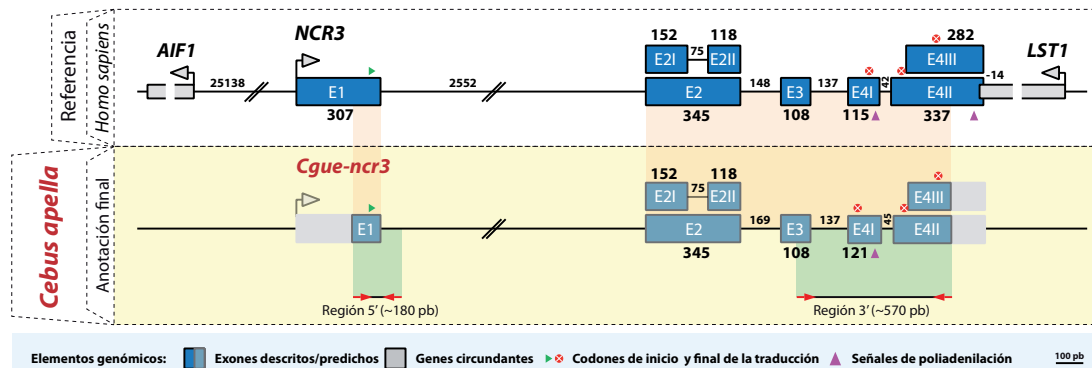 Referencia
Homo sapiens
AIF1
NCR3
LST1
152
118
282
E2I
75
E2II
E4III
-14
25138
E1
2552
E2
148
E3
137
E4I
42
E4II
307
345
108
115
337
Cebus apella
Anotación final
Cgue-ncr3
152
118
E2I
75
E2II
E4III
E1
E2
169
E3
137
E4I
45
E4II
345
108
121
Región 5’ (~180 pb)
Región 3’ (~570 pb)
Elementos genómicos: Exones descritos/predichos Genes circundantes Codones de inicio y final de la traducción Señales de poliadenilación 100 pb